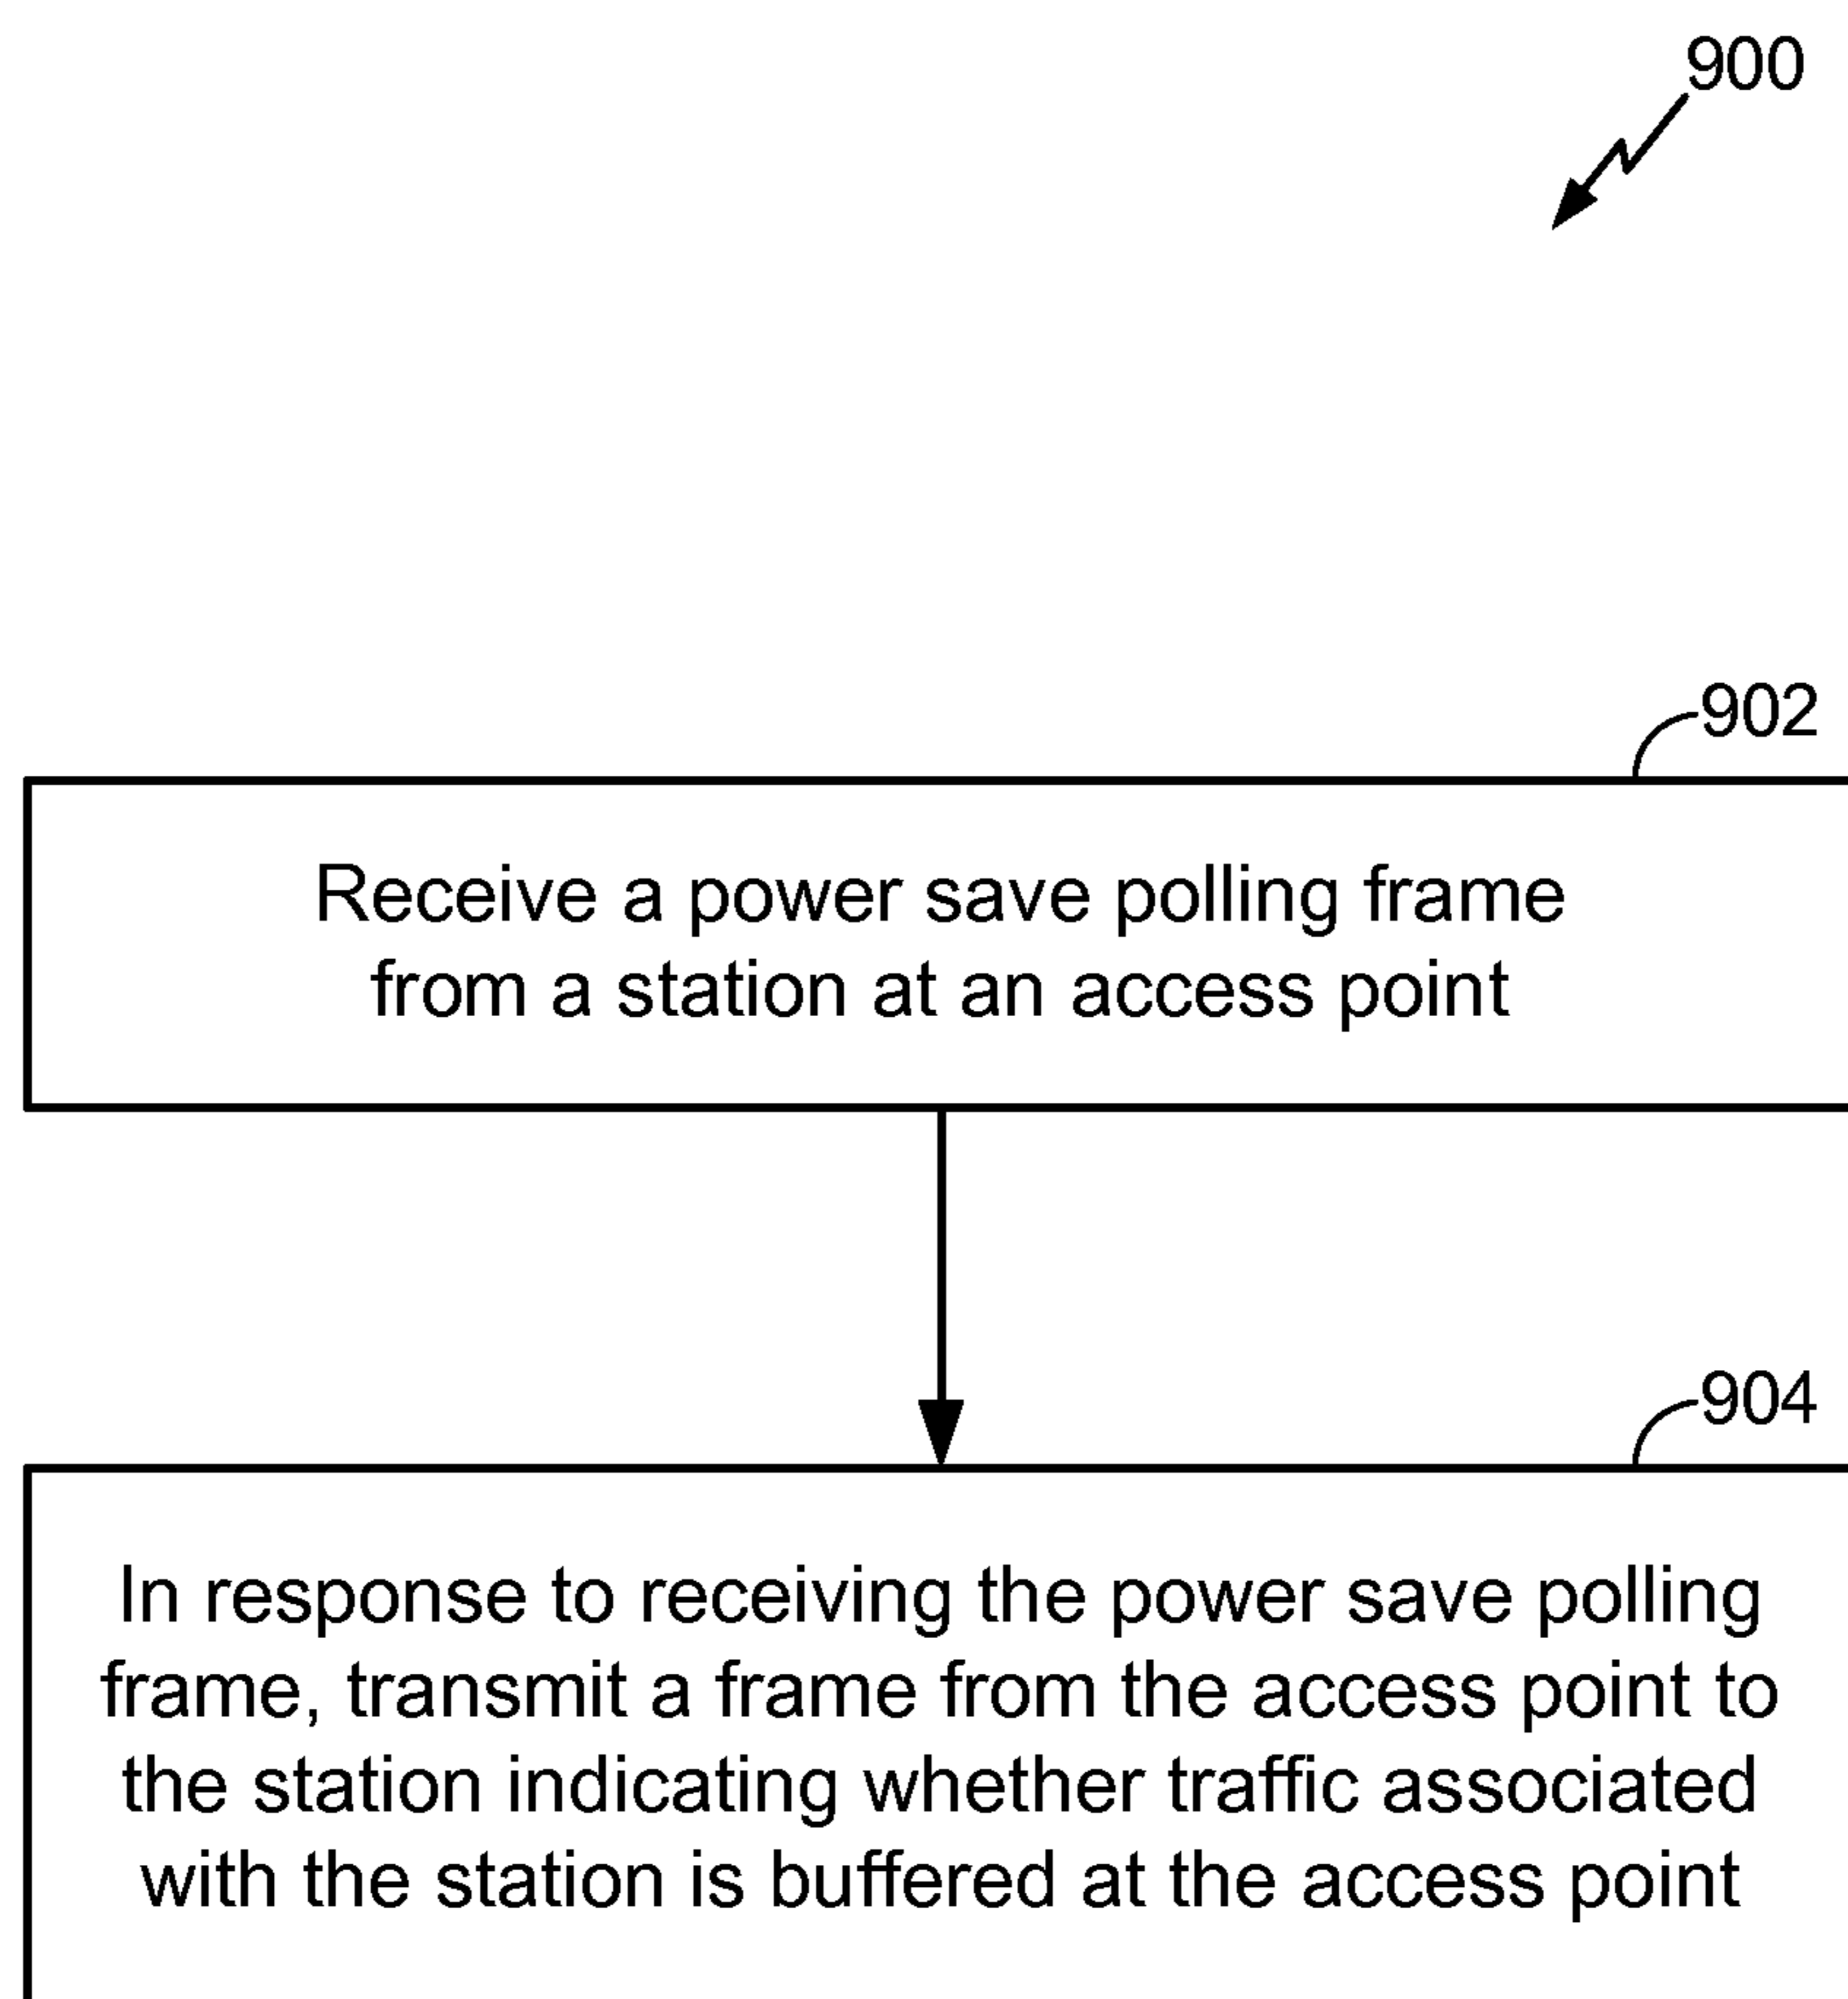 900
902
Receive a power save polling frame
from a station at an access point
904
In response to receiving the power save polling
frame, transmit a frame from the access point to
the station indicating whether traffic associated
with the station is buffered at the access point